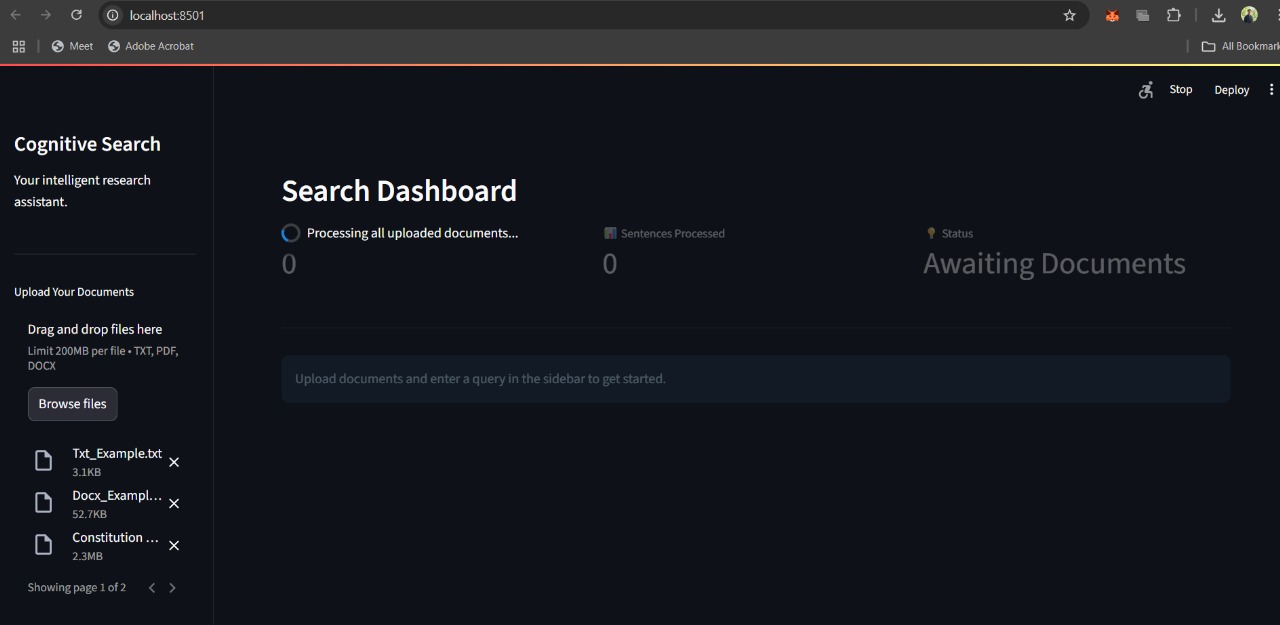 localhost:8501
Meet
Adobe Acrobat
All Bookmark
Stop
Deploy
Cognitive Search
Your intelligent research
assistant.
Upload Your Documents
Drag and drop files here
Limit 200MB per file • TXT, PDF,
DOCX
Browse files
Txt_Example.txt
3.1KB
Docx_Exampl...
52.7KB
Constitution ...
2.3MB
Showing page 1 of 2
Search Dashboard
Processing all uploaded documents...
0
Sentences Processed
0
Status
Awaiting Documents
Upload documents and enter a query in the sidebar to get started.